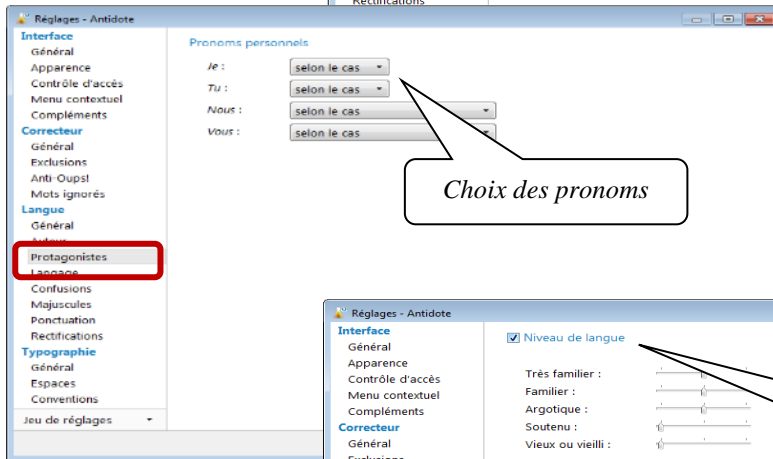 Rectifications
Réglages - Antidote
Interface
Général
Apparence
Contrôle d'accès
Menu contextuel
Compléments
Correcteur
Général
Exclusions
Anti-Oups!
Mots ignorés
Langue
Général
Auteur
Protagonistes
Langage
Confusions
Majuscules
Ponctuation
Rectifications
Typographie
Général
Espaces
Conventions
Jeu de réglages
Pronoms personnels
Je : selon le cas
Tu : selon le cas
Nous : selon le cas
Vous : selon le cas
Choix des pronoms
Réglages - Antidote
Interface
Général
Apparence
Contrôle d'accès
Menu contextuel
Compléments
Correcteur
Général
Exclusions
Niveau de langue
Très familier :
Familier :
Argotique :
Soutenu :
Vieux ou vieilli :